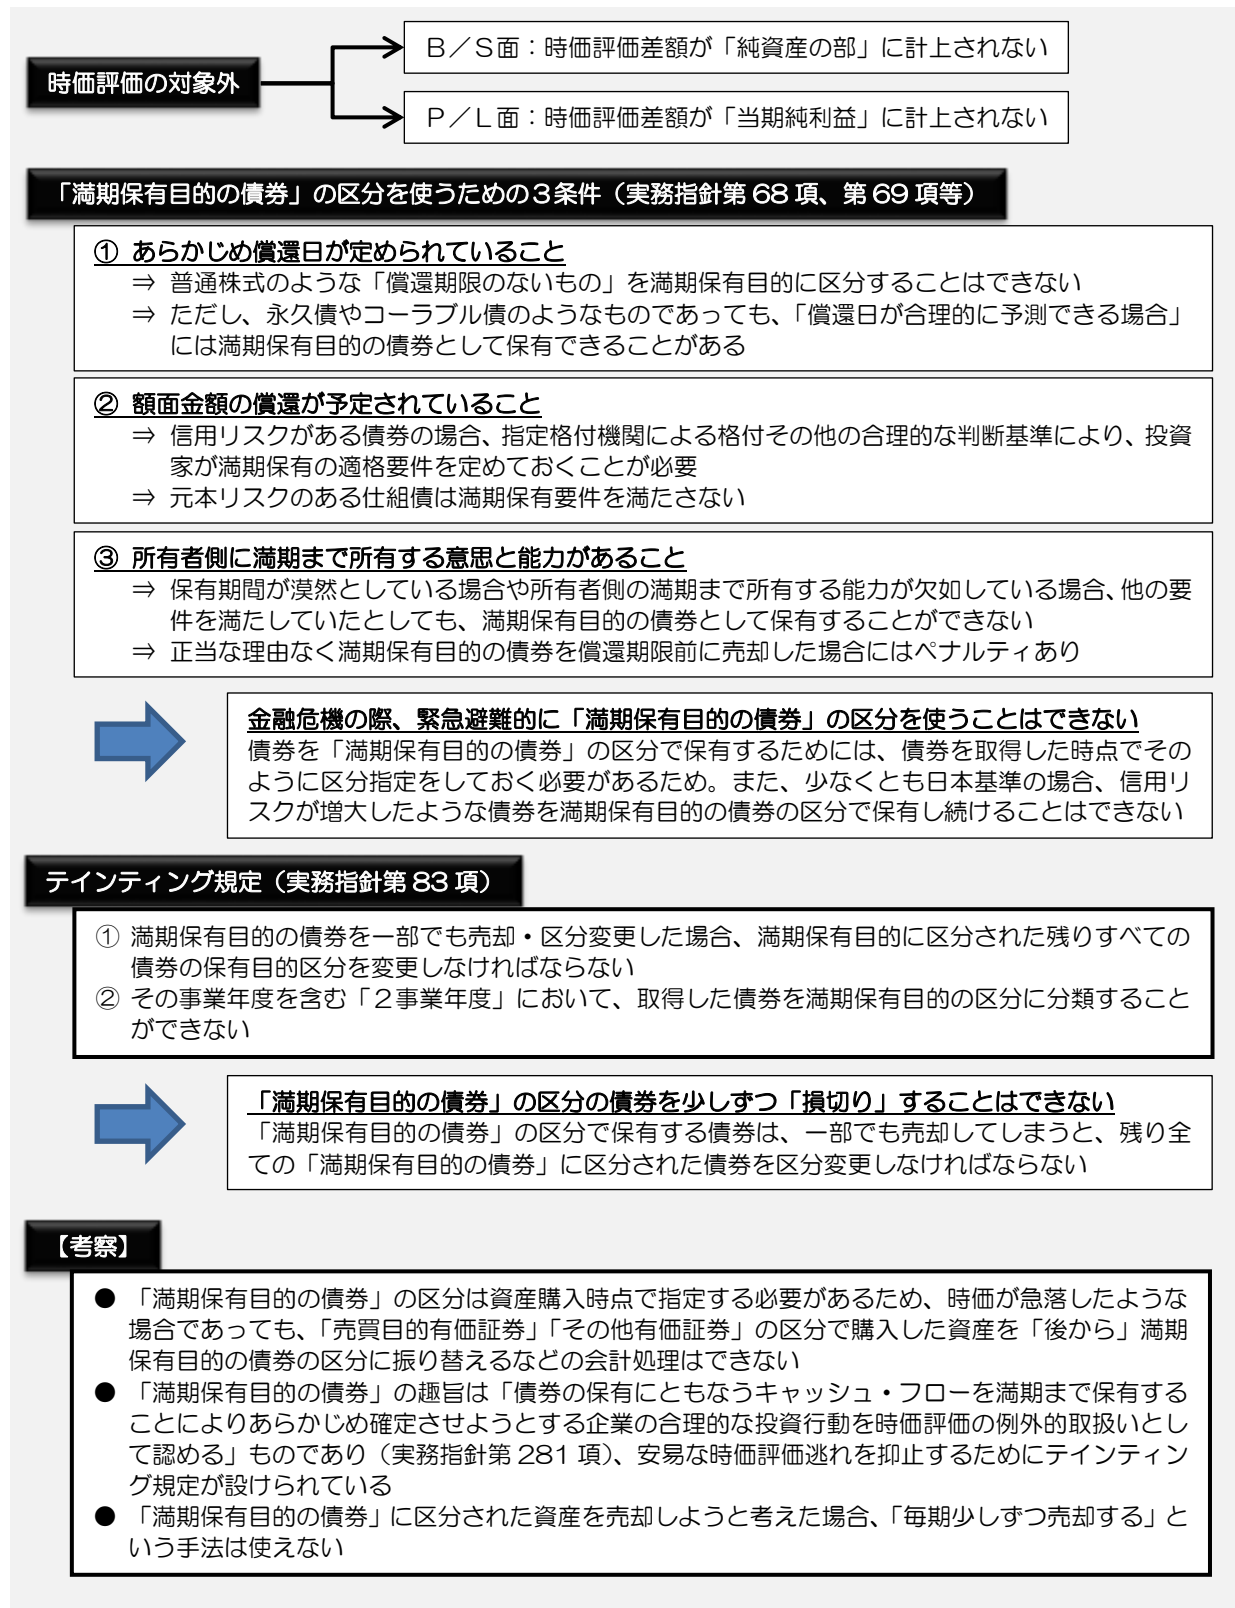 時価評価の対象外
B／S面：時価評価差額が「純資産の部」に計上されない
P／L面：時価評価差額が「当期純利益」に計上されない
「満期保有目的の債券」の区分を使うための３条件（実務指針第68項、第69項等）
① あらかじめ償還日が定められていること
⇒ 普通株式のような「償還期限のないもの」を満期保有目的に区分することはできない
⇒ ただし、永久債やコーラブル債のようなものであっても、「償還日が合理的に予測できる場合」
には満期保有目的の債券として保有できることがある
② 額面金額の償還が予定されていること
⇒ 信用リスクがある債券の場合、指定格付機関による格付その他の合理的な判断基準により、投資
家が満期保有の適格要件を定めておくことが必要
⇒ 元本リスクのある仕組債は満期保有要件を満たさない
③ 所有者側に満期まで所有する意思と能力があること
⇒ 保有期間が漠然としている場合や所有者側の満期まで所有する能力が欠如している場合、他の要
件を満たしていたとしても、満期保有目的の債券として保有することができない
⇒ 正当な理由なく満期保有目的の債券を償還期限前に売却した場合にはペナルティあり
金融危機の際、緊急避難的に「満期保有目的の債券」の区分を使うことはできない
債券を「満期保有目的の債券」の区分で保有するためには、債券を取得した時点でその
ように区分指定をしておく必要があるため。また、少なくとも日本基準の場合、信用リ
スクが増大したような債券を満期保有目的の債券の区分で保有し続けることはできない
テインティング規定（実務指針第83項）
① 満期保有目的の債券を一部でも売却・区分変更した場合、満期保有目的に区分された残りすべての
債券の保有目的区分を変更しなければならない
② その事業年度を含む「２事業年度」において、取得した債券を満期保有目的の区分に分類すること
ができない
「満期保有目的の債券」の区分の債券を少しずつ「損切り」することはできない
「満期保有目的の債券」の区分で保有する債券は、一部でも売却してしまうと、残り全
ての「満期保有目的の債券」に区分された債券を区分変更しなければならない
【考察】
● 「満期保有目的の債券」の区分は資産購入時点で指定する必要があるため、時価が急落したような
場合であっても、「売買目的有価証券」「その他有価証券」の区分で購入した資産を「後から」満期
保有目的の債券の区分に振り替えるなどの会計処理はできない
● 「満期保有目的の債券」の趣旨は「債券の保有にともなうキャッシュ・フローを満期まで保有する
ことによりあらかじめ確定させようとする企業の合理的な投資行動を時価評価の例外的取扱いとし
て認める」ものであり（実務指針第281項）、安易な時価評価逃れを抑止するためにテインティン
グ規定が設けられている
● 「満期保有目的の債券」に区分された資産を売却しようと考えた場合、「毎期少しずつ売却する」と
いう手法は使えない